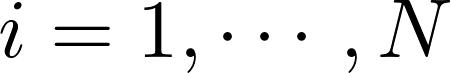 i = 1, ⋯ , N